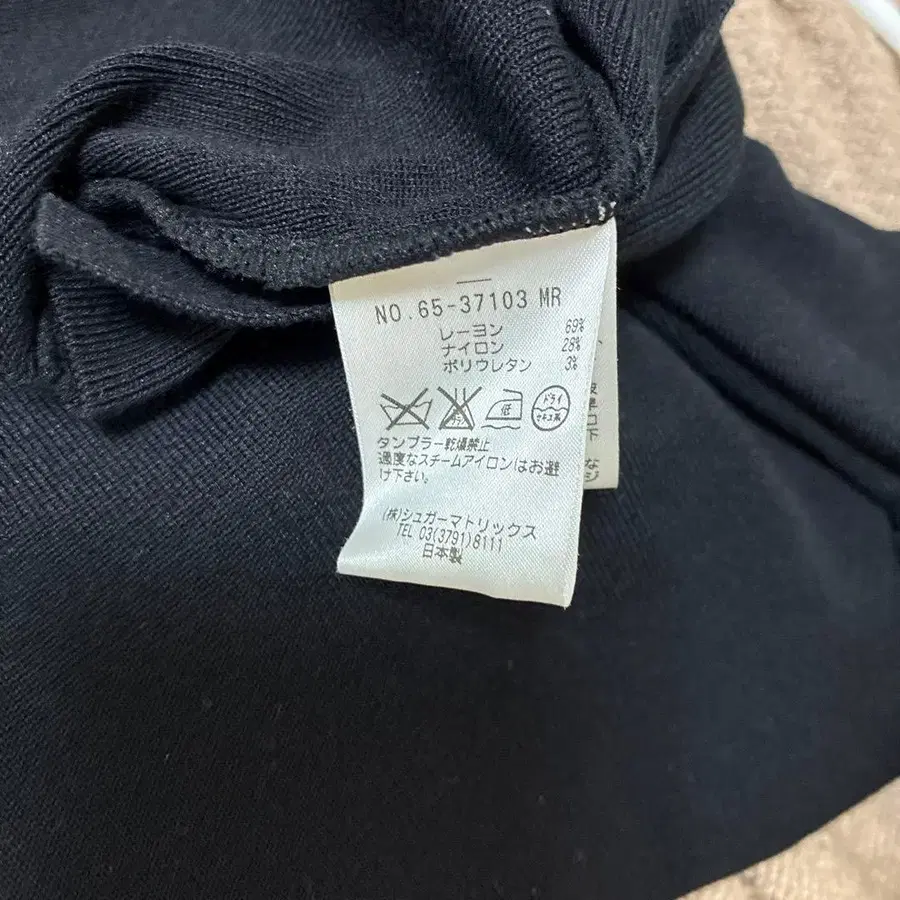 NO.65-37103 MR
レーヨン 69%
ナイロン 28%
ポリウレタン 3%
低 ドライ
タンブラー乾燥禁止
過度なスチームアイロンはお避
け下さい。
(株)シュガーマトリックス
TEL 03(3791)8111
日本製